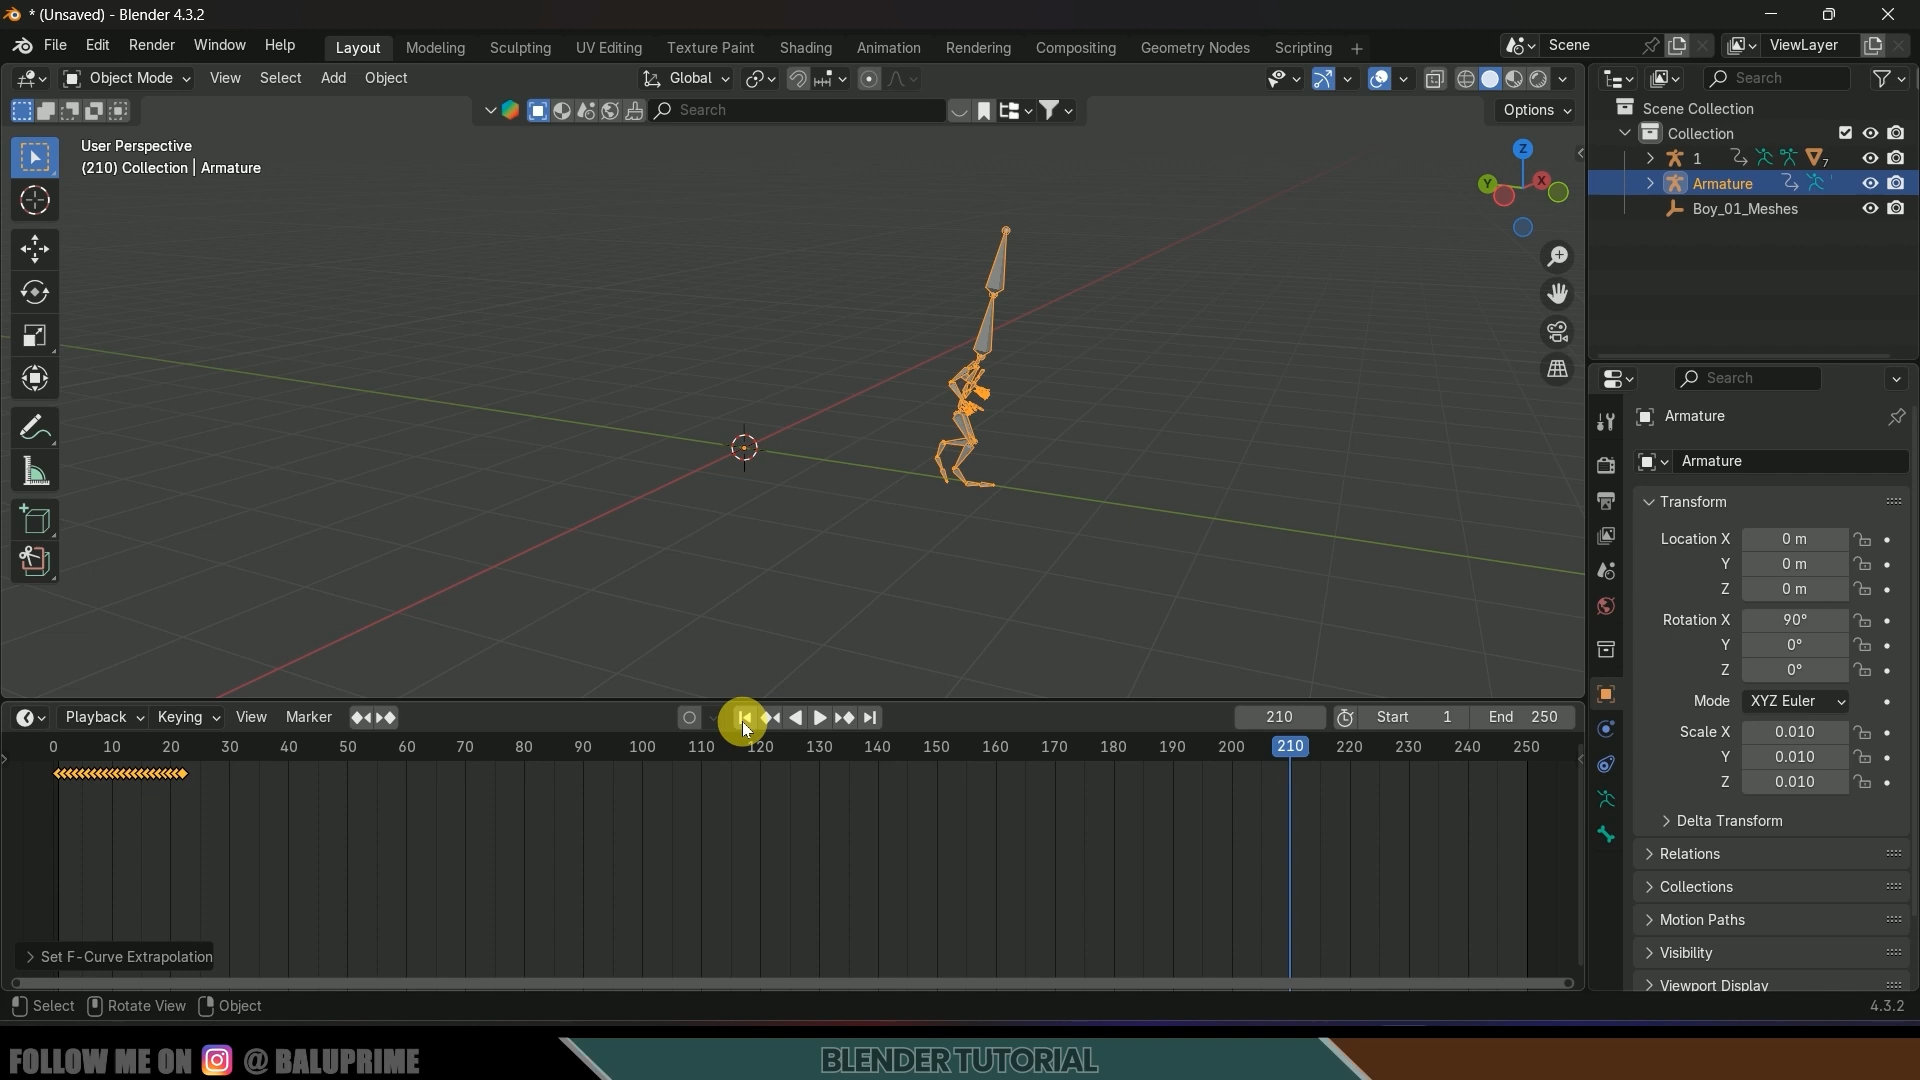 * (Unsaved) - Blender 4.3.2
File Edit Render Window Help Layout Modeling Sculpting UV Editing Texture Paint Shading Animation Rendering Compositing Geometry Nodes Scripting + Scene ViewLayer
Object Mode View Select Add Object Global Search
Search Options
User Perspective
(210) Collection | Armature
Z
Y X
Scene Collection
Collection
1 7
Armature
Boy_01_Meshes
Search
Armature
Armature
Transform
Location X 0 m
Y 0 m
Z 0 m
Rotation X 90°
Y 0°
Z 0°
Mode XYZ Euler
Scale X 0.010
Y 0.010
Z 0.010
Delta Transform
Relations
Collections
Motion Paths
Visibility
Viewport Display
Playback Keying View Marker 210 Start 1 End 250
0 10 20 30 40 50 60 70 80 90 100 110 120 130 140 150 160 170 180 190 200 210 220 230 240 250
Set F-Curve Extrapolation
Select Rotate View Object 4.3.2
FOLLOW ME ON @ BALUPRIME BLENDER TUTORIAL